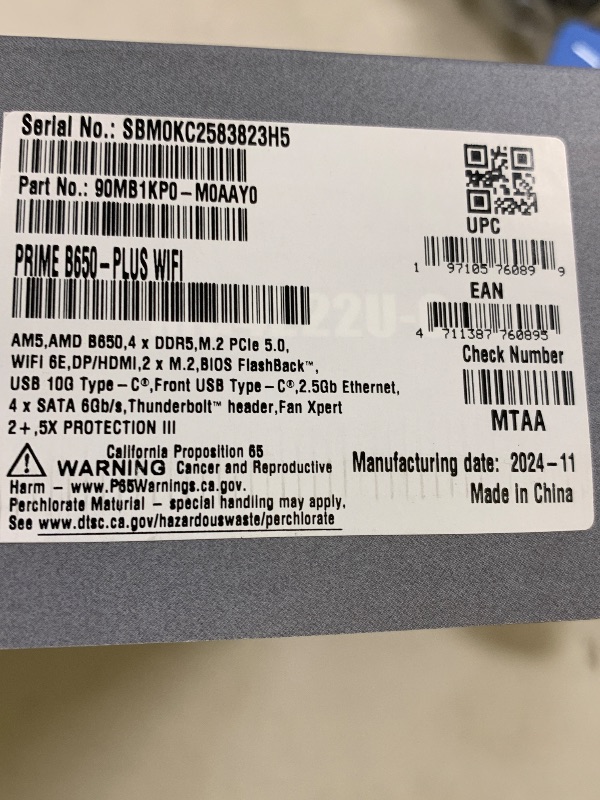 Serial No.: SBM0KC2583823H5
Part No.: 90MB1KP0-M0AAY0
UPC
1 97105 76089 9
PRIME B650-PLUS WIFI
EAN
4 711387 760895
Check Number
MTAA
AM5,AMD B650,4 x DDR5,M.2 PCIe 5.0,
WIFI 6E,DP/HDMI,2 x M.2,BIOS FlashBack™,
USB 10G Type-C®,Front USB Type-C®,2.5Gb Ethernet,
4 x SATA 6Gb/s,Thunderbolt™ header,Fan Xpert
2+,5X PROTECTION III
California Proposition 65
WARNING Cancer and Reproductive
Harm - www.P65Warnings.ca.gov.
Perchlorate Material - special handling may apply.
See www.dtsc.ca.gov/hazardouswaste/perchlorate
Manufacturing date: 2024-11
Made in China